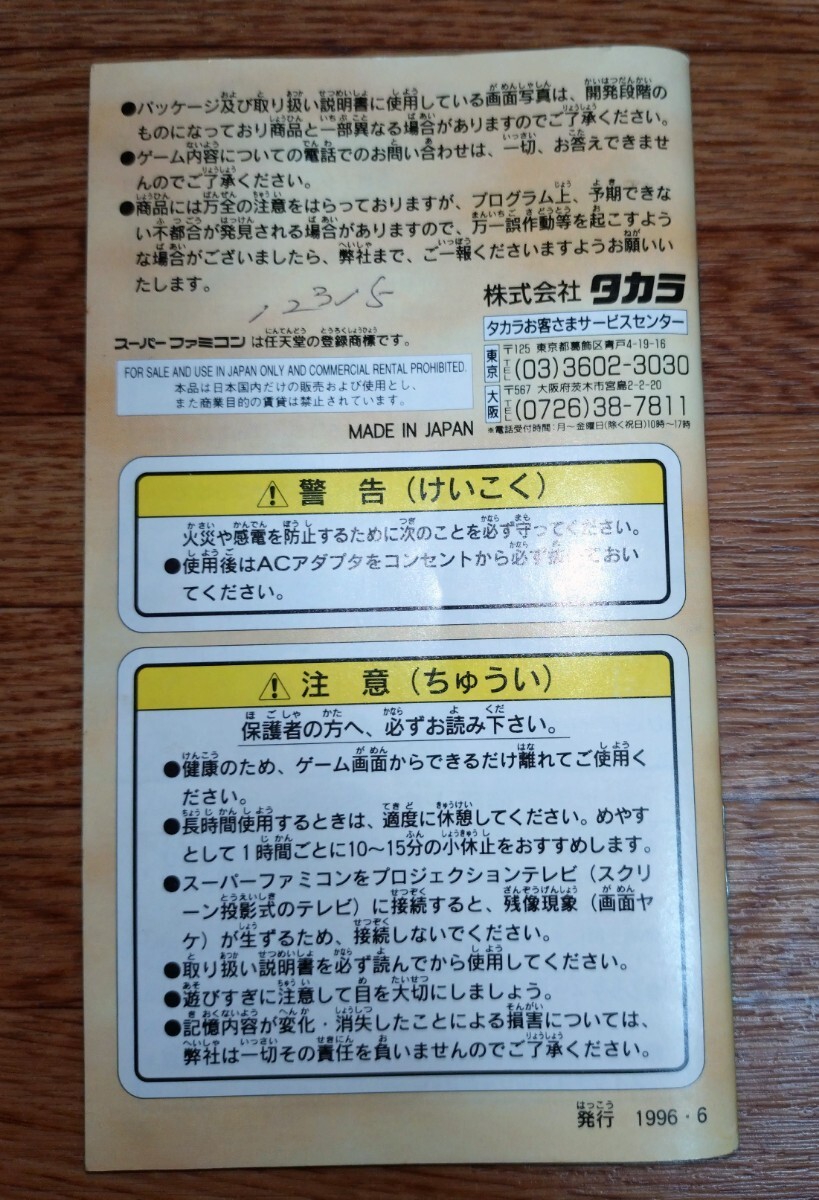 ●パッケージ及び取り扱い説明書に使用している画面写真は、開発段階の
ものになっており商品と一部異なる場合がありますのでご了承ください。
●ゲーム内容についての電話でのお問い合わせは、一切、お答えできませ
んのでご了承ください。
●商品には万全の注意をはらっておりますが、プログラム上、予期できな
い不都合が発見される場合がありますので、万一誤作動等を起こすよう
な場合がございましたら、弊社まで、ご一報くださいますようお願いい
たします。
12315
株式会社 タカラ
スーパーファミコンは任天堂の登録商標です。
FOR SALE AND USE IN JAPAN ONLY AND COMMERCIAL RENTAL PROHIBITED.
本品は日本国内だけの販売および使用とし、
また商業目的の賃貸は禁止されています。
MADE IN JAPAN
タカラお客さまサービスセンター
東京 〒125 東京都葛飾区青戸4-19-16
TEL (03)3602-3030
大阪 〒567 大阪府茨木市宮島2-2-20
TEL (0726)38-7811
※電話受付時間:月〜金曜日(除く祝日)10時〜17時
⚠ 警 告(けいこく)
火災や感電を防止するために次のことを必ず守ってください。
●使用後はACアダプタをコンセントから必ず抜いておい
てください。
⚠ 注 意(ちゅうい)
保護者の方へ、必ずお読み下さい。
●健康のため、ゲーム画面からできるだけ離れてご使用く
ださい。
●長時間使用するときは、適度に休憩してください。めやす
として1時間ごとに10〜15分の小休止をおすすめします。
●スーパーファミコンをプロジェクションテレビ(スクリ
ーン投影式のテレビ)に接続すると、残像現象(画面ヤ
ケ)が生ずるため、接続しないでください。
●取り扱い説明書を必ず読んでから使用してください。
●遊びすぎに注意して目を大切にしましょう。
●記憶内容が変化・消失したことによる損害については、
弊社は一切その責任を負いませんのでご了承ください。
発行 1996・6